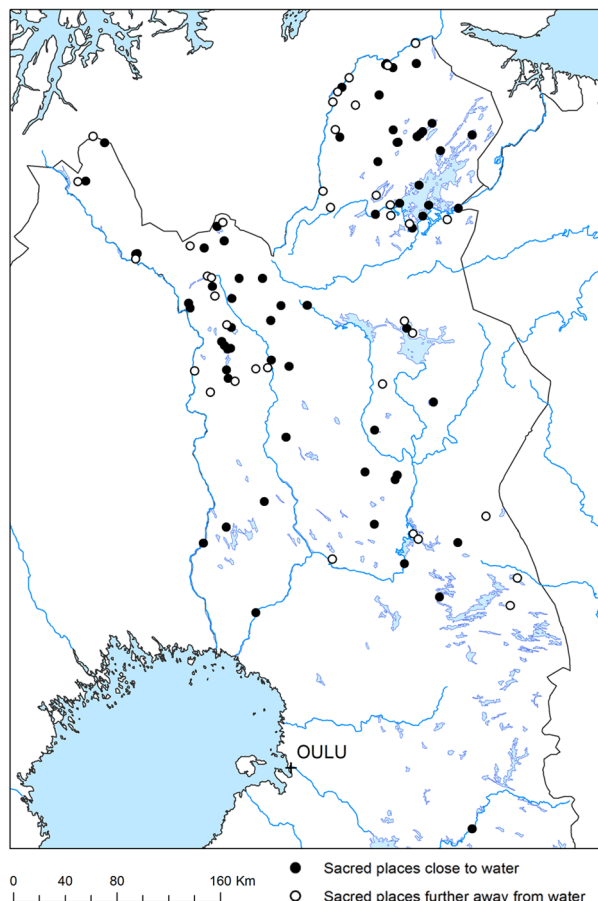 OULU
Sacred places close to water
0 40 80 160 Km
Sacred places further away from water